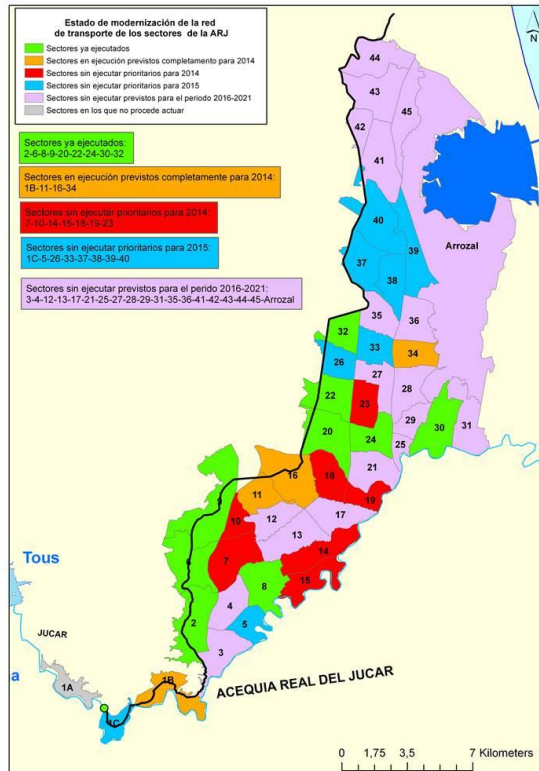 Estado de modernización de la red
de transporte de los sectores de la ARJ
Sectores ya ejecutados
Sectores en ejecución previstos completamente para 2014
Sectores sin ejecutar prioritarios para 2014
Sectores sin ejecutar prioritarios para 2015
Sectores sin ejecutar previstos para el periodo 2016-2021
Sectores en los que no procede actuar
Sectores ya ejecutados:
2-6-8-9-20-22-24-30-32
Sectores en ejecución previstos completamente para 2014:
1B-11-16-34
Sectores sin ejecutar prioritarios para 2014:
7-10-14-15-18-19-23
Sectores sin ejecutar prioritarios para 2015:
1C-5-26-33-37-38-39-40
Sectores sin ejecutar previstos para el perido 2016-2021:
3-4-12-13-17-21-25-27-28-29-31-35-36-41-42-43-44-45-Arrozal
N
44
43
45
42
41
40
39
Arrozal
37
38
35
36
32
33
34
26
27
22
23
28
20
24
29
30
31
25
16
18
21
11
19
9
10
12
17
13
14
6
7
15
8
Tous
4
2
5
JUCAR
3
a
1B
ACEQUIA REAL DEL JUCAR
1A
1C
0 1,75 3,5 7 Kilometers